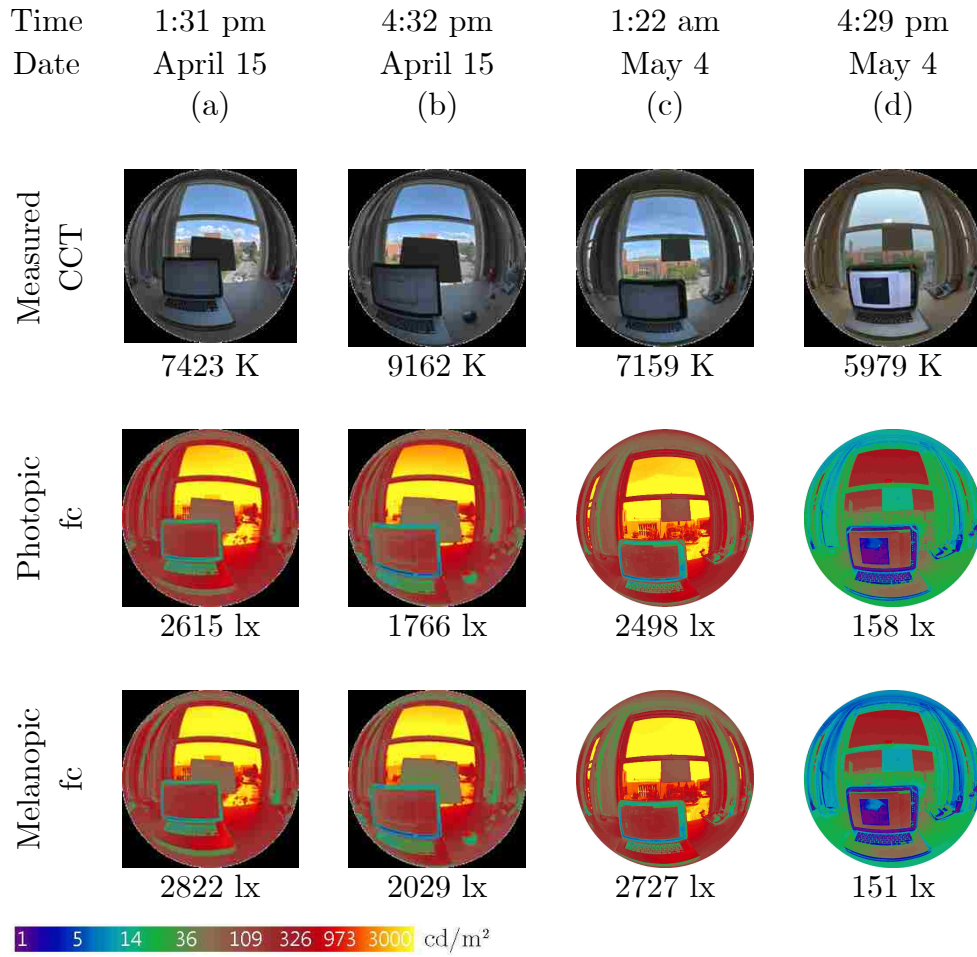 Time 1:31 pm 4:32 pm 1:22 am 4:29 pm
Date April 15 April 15 May 4 May 4
(a) (b) (c) (d)
Measured
CCT
7423 K 9162 K 7159 K 5979 K
Photopic
fc
2615 lx 1766 lx 2498 lx 158 lx
Melanopic
fc
2822 lx 2029 lx 2727 lx 151 lx
1 5 14 36 109 326 973 3000 cd/m²